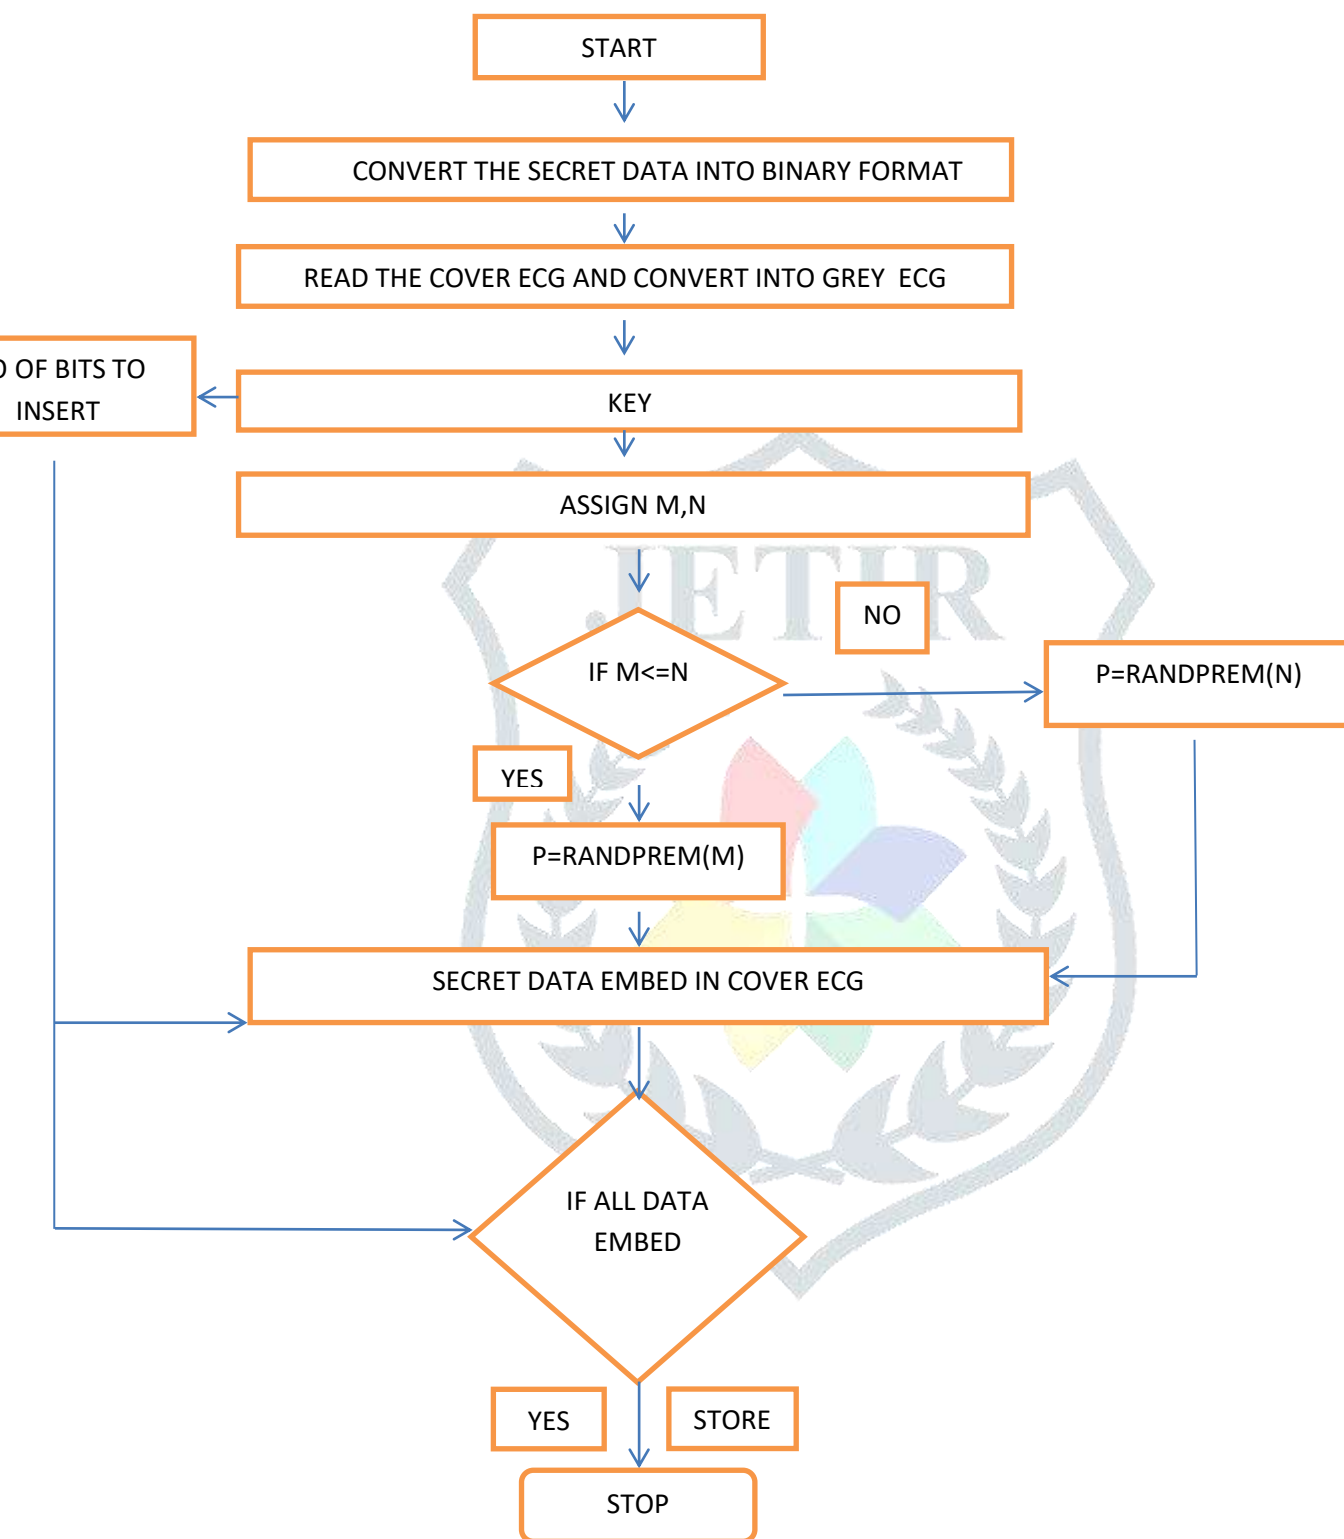 START
CONVERT THE SECRET DATA INTO BINARY FORMAT
READ THE COVER ECG AND CONVERT INTO GREY ECG
OF BITS TO
INSERT
KEY
ASSIGN M,N
JETIR
NO
IF M<=N
P=RANDPREM(N)
YES
P=RANDPREM(M)
SECRET DATA EMBED IN COVER ECG
IF ALL DATA
EMBED
YES
STORE
STOP